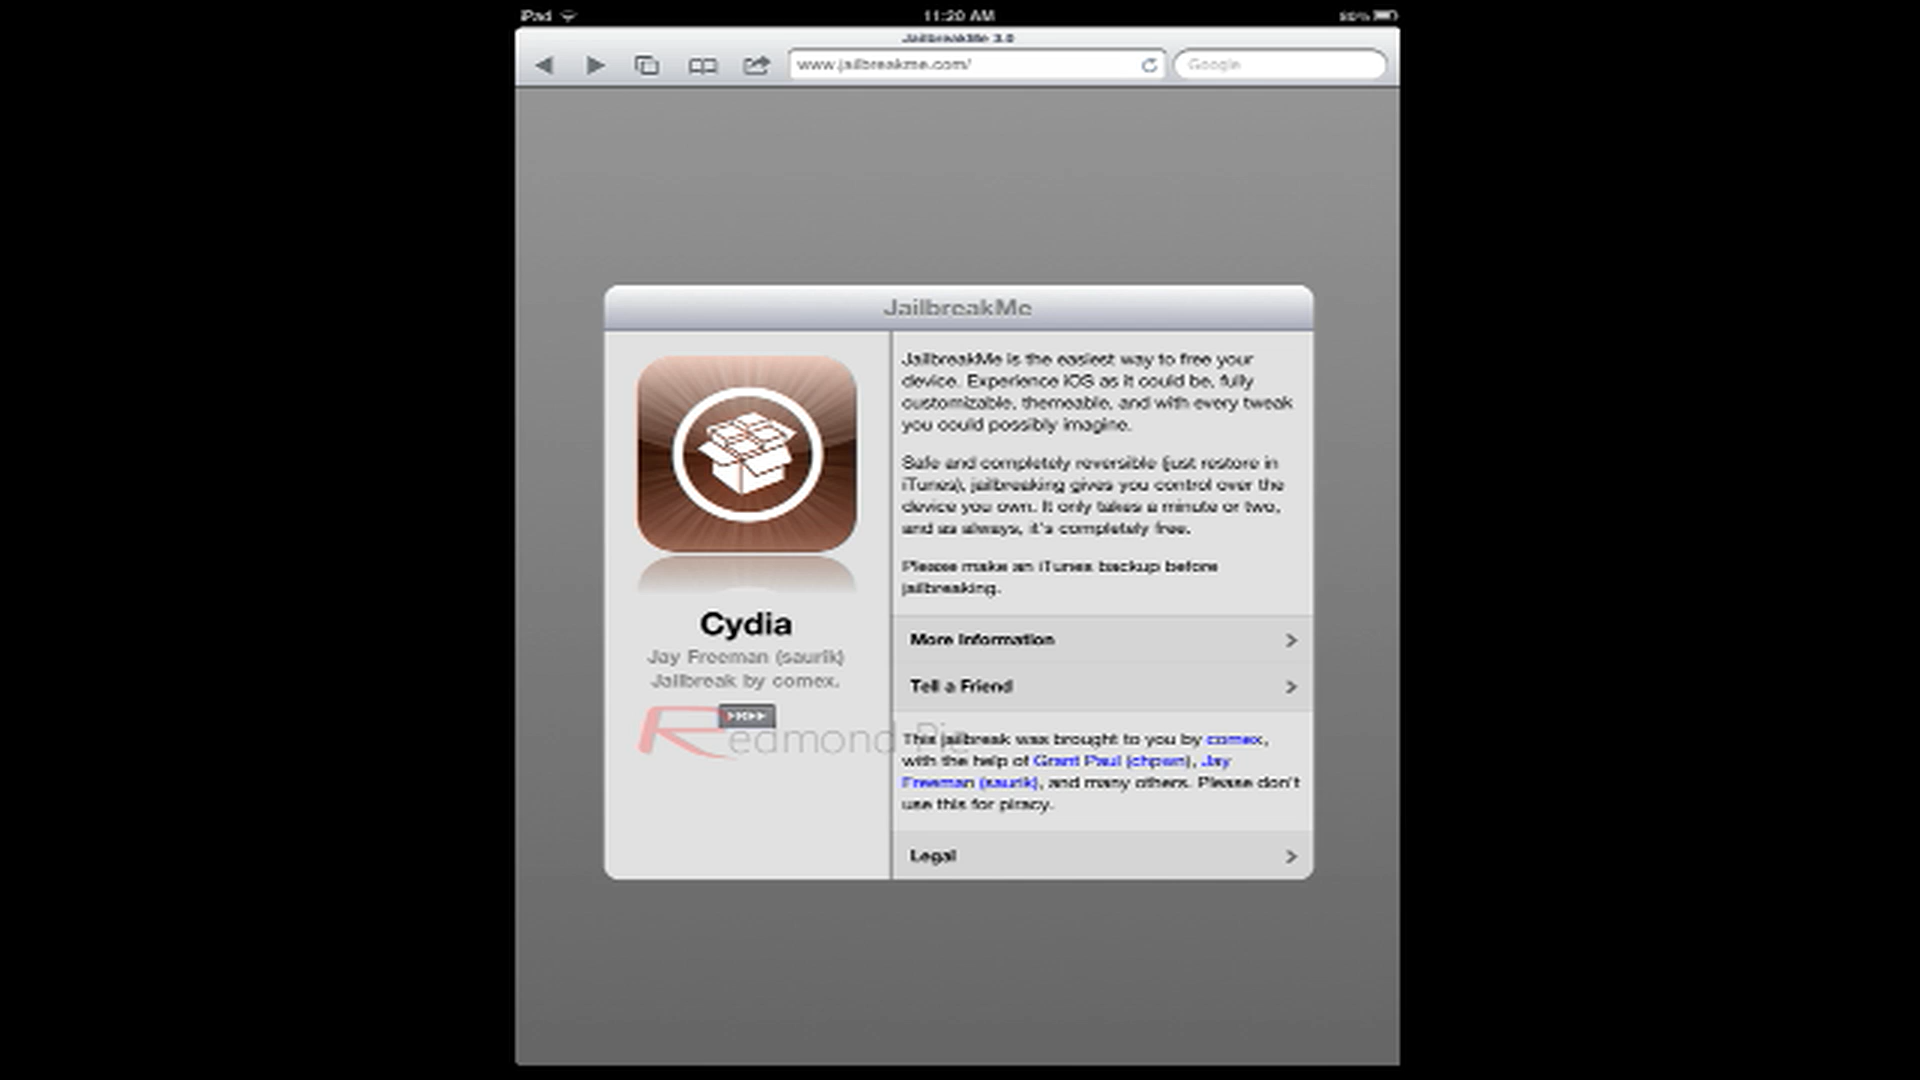 iPad
11:20 AM
JailbreakMe 3.0
www.jailbreakme.com/
Google
JailbreakMe
Cydia
Jay Freeman (saurik)
Jailbreak by comex.
FREE
Redmond Pie
JailbreakMe is the easiest way to free your
device. Experience iOS as it could be, fully
customizable, themeable, and with every tweak
you could possibly imagine.
Safe and completely reversible (just restore in
iTunes), jailbreaking gives you control over the
device you own. It only takes a minute or two,
and as always, it's completely free.
Please make an iTunes backup before
jailbreaking.
More Information
Tell a Friend
This jailbreak was brought to you by comex,
with the help of Grant Paul (chpwn), Jay
Freeman (saurik), and many others. Please don't
use this for piracy.
Legal